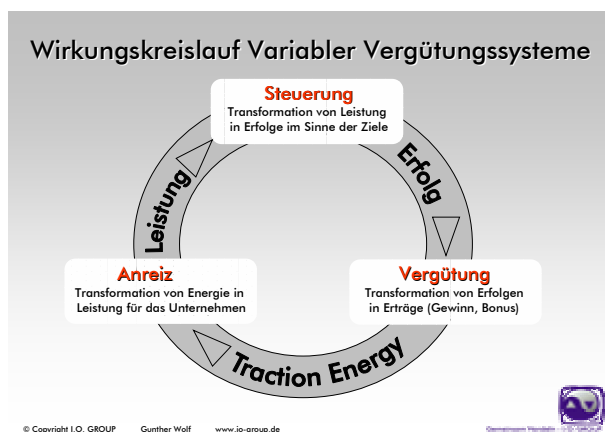 Wirkungskreislauf Variabler Vergütungssysteme
Steuerung
Transformation von Leistung
in Erfolge im Sinne der Ziele
Erfolg
Leistung
Anreiz
Transformation von Energie in
Leistung für das Unternehmen
Vergütung
Transformation von Erfolgen
in Erträge (Gewinn, Bonus)
Traction Energy
© Copyright I.O. GROUP Gunther Wolf www.io-group.de